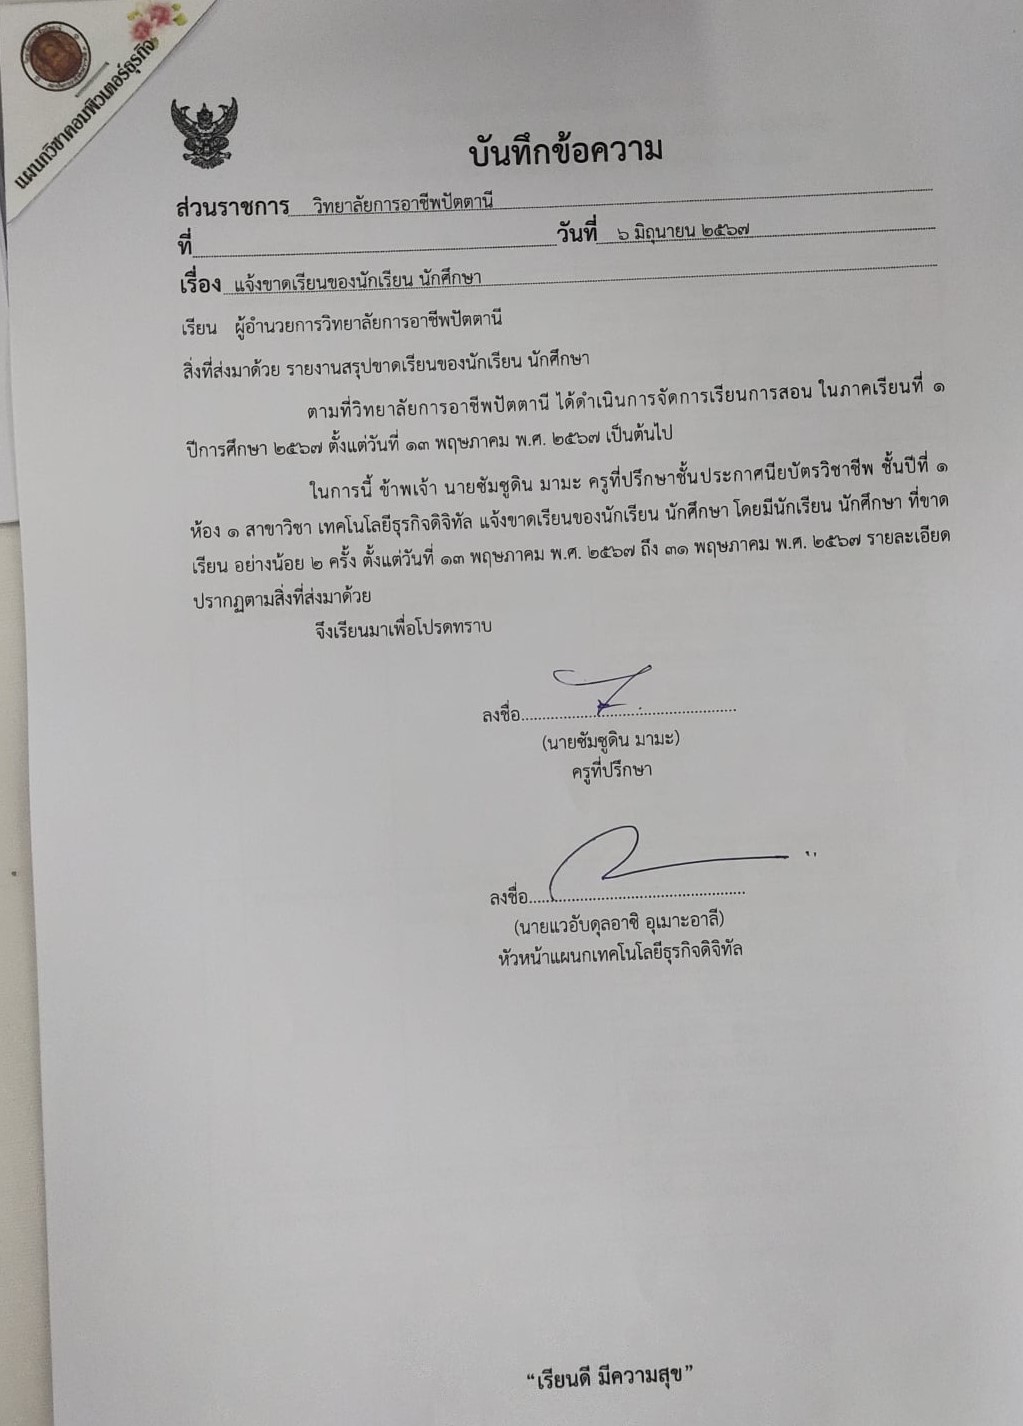 แผนกวิชาคอมพิวเตอร์ธุรกิจ
บันทึกข้อความ
ส่วนราชการ วิทยาลัยการอาชีพปัตตานี
ที่ วันที่ ๖ มิถุนายน ๒๕๖๗
เรื่อง แจ้งขาดเรียนของนักเรียน นักศึกษา
เรียน ผู้อำนวยการวิทยาลัยการอาชีพปัตตานี
สิ่งที่ส่งมาด้วย รายงานสรุปขาดเรียนของนักเรียน นักศึกษา
ตามที่วิทยาลัยการอาชีพปัตตานี ได้ดำเนินการจัดการเรียนการสอน ในภาคเรียนที่ ๑
ปีการศึกษา ๒๕๖๗ ตั้งแต่วันที่ ๑๓ พฤษภาคม พ.ศ. ๒๕๖๗ เป็นต้นไป
ในการนี้ ข้าพเจ้า นายซัมซูดิน มามะ ครูที่ปรึกษาชั้นประกาศนียบัตรวิชาชีพ ชั้นปีที่ ๑
ห้อง ๑ สาขาวิชา เทคโนโลยีธุรกิจดิจิทัล แจ้งขาดเรียนของนักเรียน นักศึกษา โดยมีนักเรียน นักศึกษา ที่ขาด
เรียน อย่างน้อย ๒ ครั้ง ตั้งแต่วันที่ ๑๓ พฤษภาคม พ.ศ. ๒๕๖๗ ถึง ๓๑ พฤษภาคม พ.ศ. ๒๕๖๗ รายละเอียด
ปรากฏตามสิ่งที่ส่งมาด้วย
จึงเรียนมาเพื่อโปรดทราบ
ลงชื่อ
(นายซัมซูดิน มามะ)
ครูที่ปรึกษา
ลงชื่อ
(นายแวอับดุลอาซิ อุเมาะอาลี)
หัวหน้าแผนกเทคโนโลยีธุรกิจดิจิทัล
“เรียนดี มีความสุข”